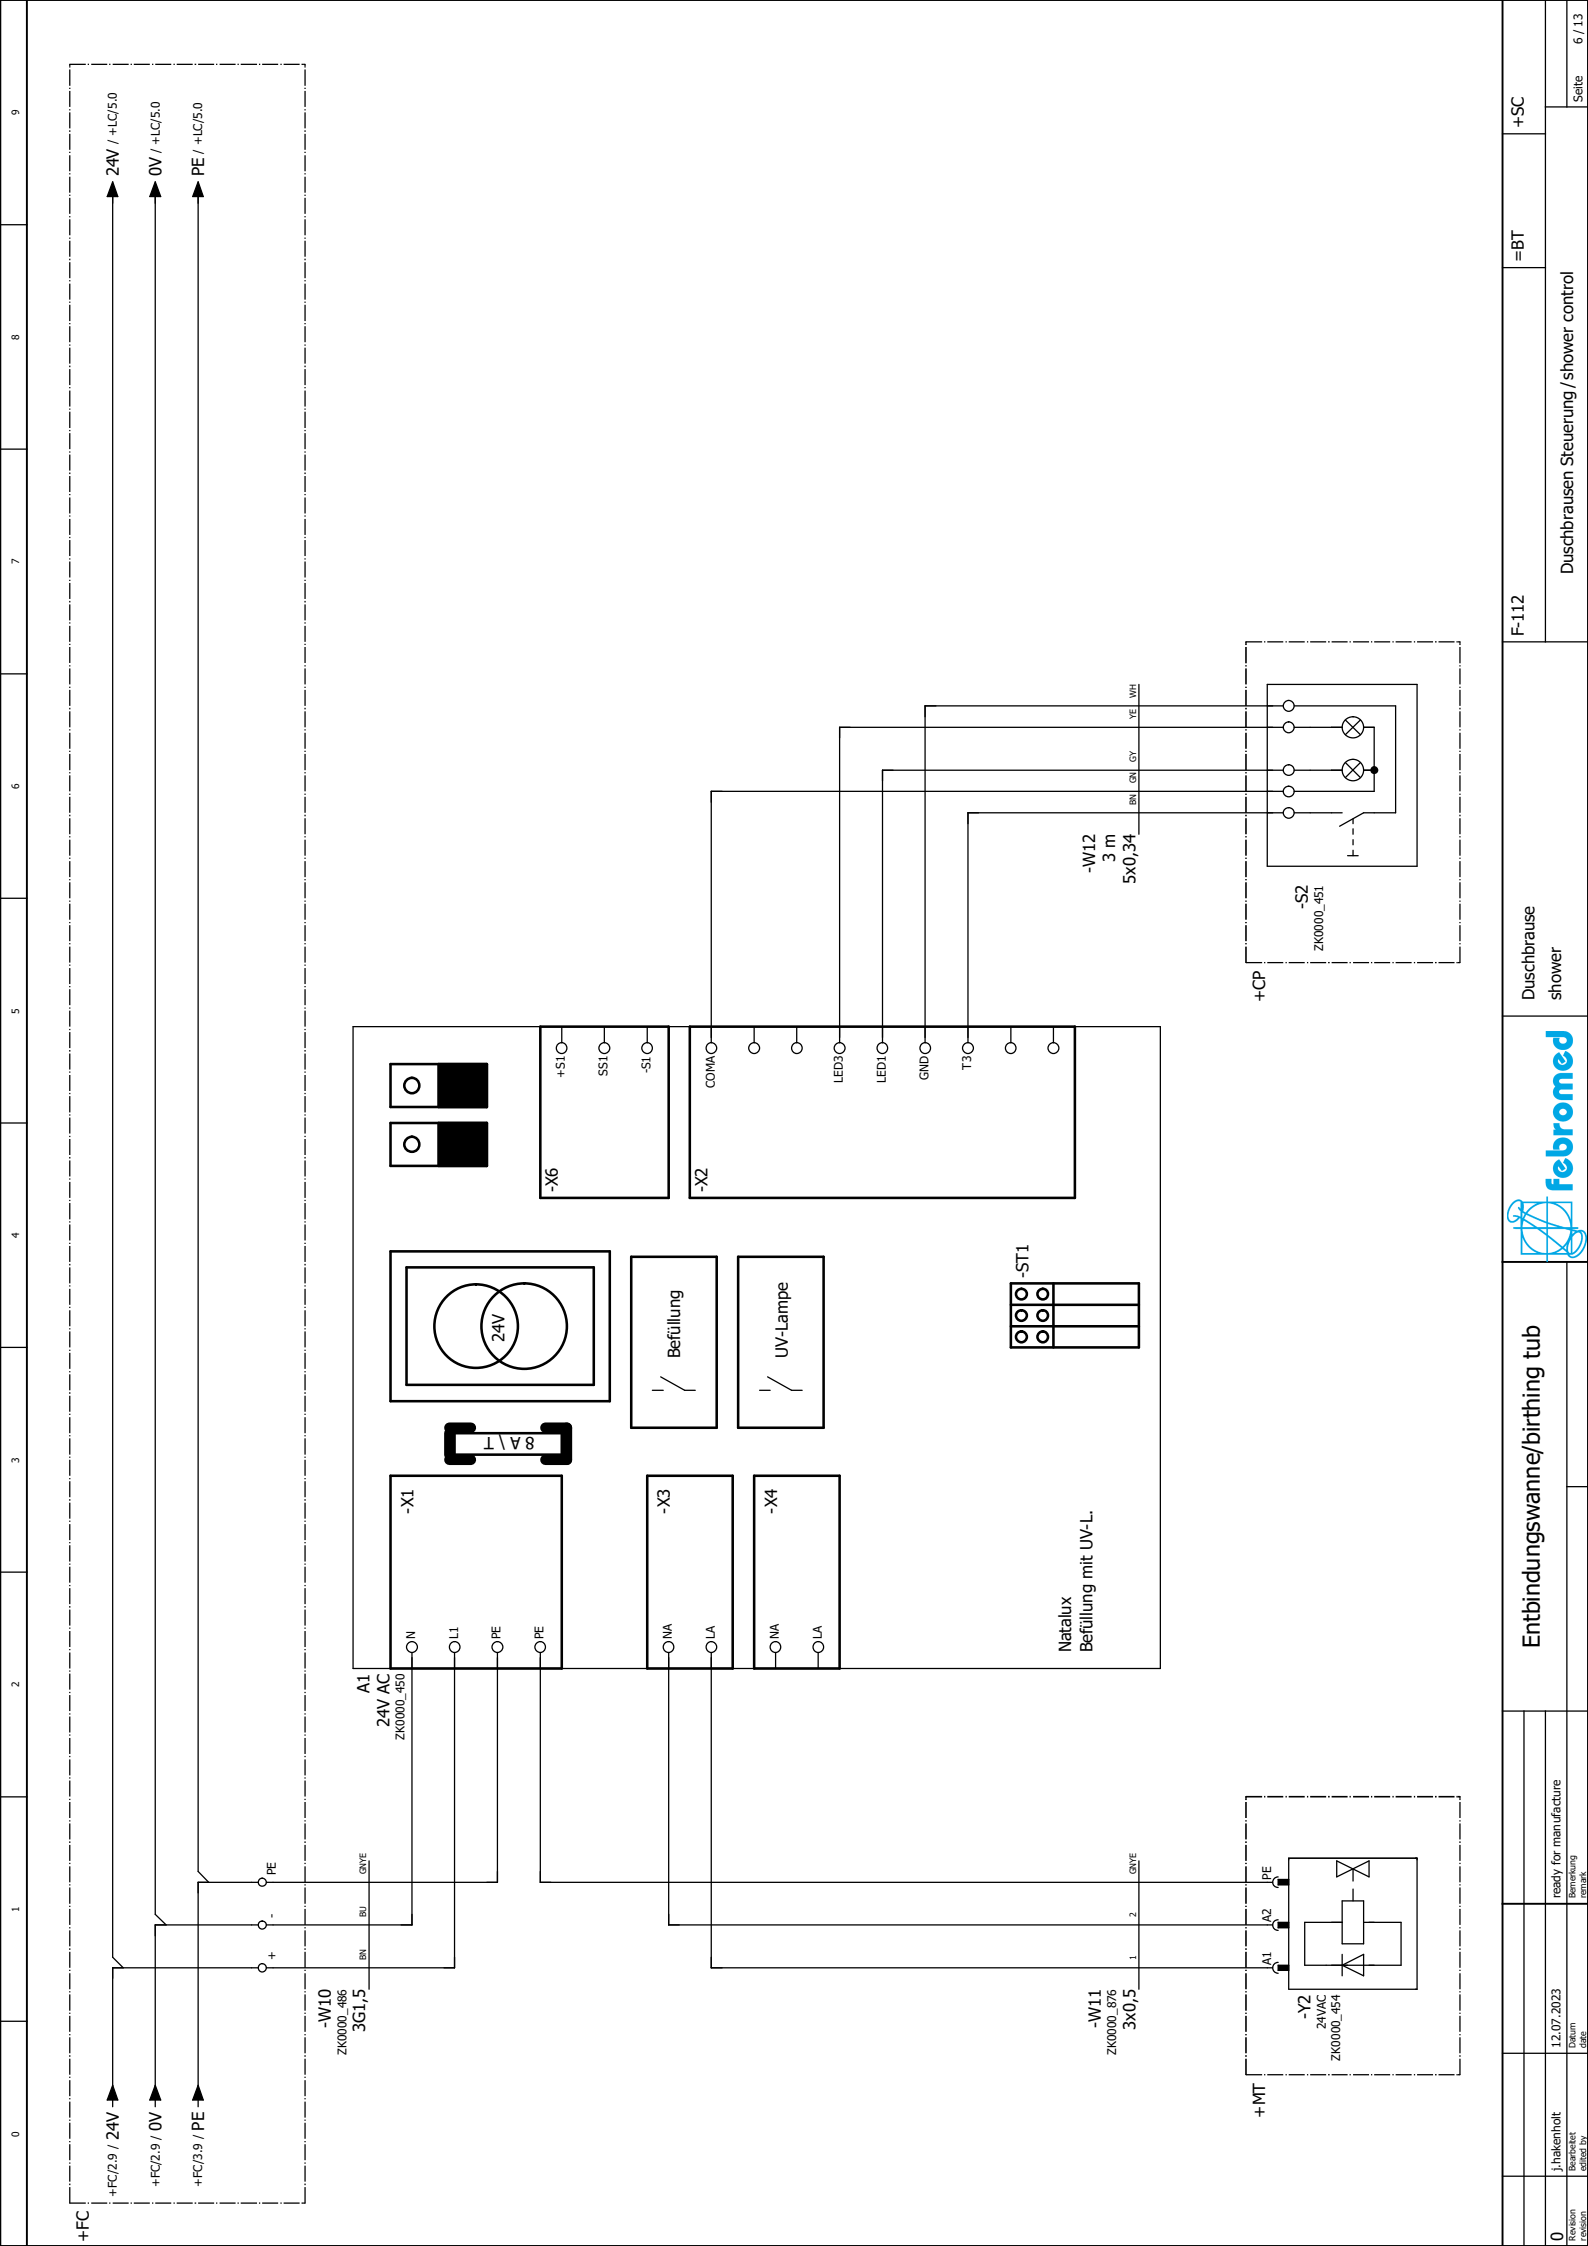 0 1 2 3 4 5 6 7 8 9
+FC
+FC/2.9 / 24V
24V / +LC/5.0
+FC/2.9 / 0V
0V / +LC/5.0
+FC/3.9 / PE
PE / +LC/5.0
+ - PE
-W10
ZK0000_486
3G1,5
BN BU GNYE
A1
24V AC
ZK0000_450
-X1
N
L1
PE
PE
8 A / T
24V
-X6
+S1
SS1
-S1
-X3
NA
LA
Befüllung
-X4
NA
LA
UV-Lampe
-X2
COMA
LED3
LED1
GND
T3
-ST1
Natalux
Befüllung mit UV-L.
-W11
ZK0000_876
3x0,5
1 2 GNYE
-W12
3 m
5x0,34
BN GN GY YE WH
+MT
-Y2
24VAC
ZK0000_454
A1 A2 PE
+CP
-S2
ZK0000_451
0
Revision
revision
j.hakenholt
Bearbeitet
edited by
12.07.2023
Datum
date
ready for manufacture
Bemerkung
remark
Entbindungswanne/birthing tub
febromed
Duschbrause
shower
F-112
=BT
+SC
Duschbrausen Steuerung / shower control
Seite 6 / 13